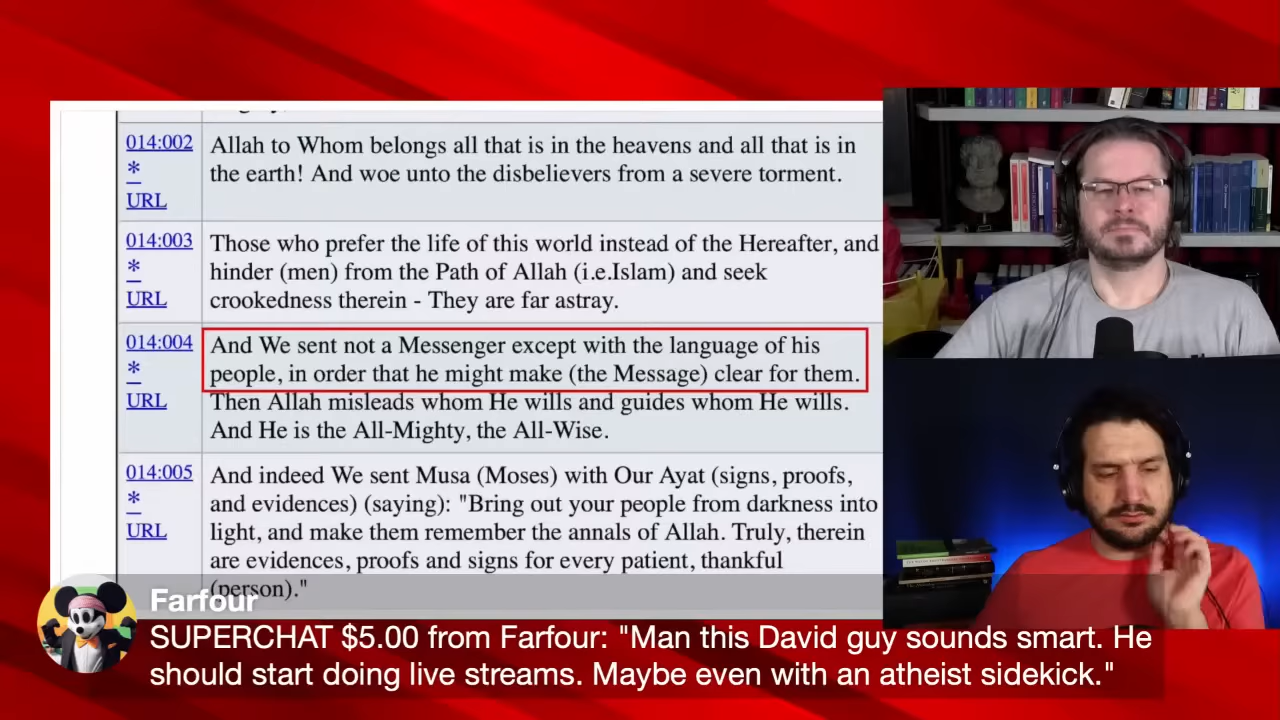 014:002
*
URL
Allah to Whom belongs all that is in the heavens and all that is in
the earth! And woe unto the disbelievers from a severe torment.
014:003
*
URL
Those who prefer the life of this world instead of the Hereafter, and
hinder (men) from the Path of Allah (i.e.Islam) and seek
crookedness therein - They are far astray.
014:004
*
URL
And We sent not a Messenger except with the language of his
people, in order that he might make (the Message) clear for them.
Then Allah misleads whom He wills and guides whom He wills.
And He is the All-Mighty, the All-Wise.
014:005
*
URL
And indeed We sent Musa (Moses) with Our Ayat (signs, proofs,
and evidences) (saying): "Bring out your people from darkness into
light, and make them remember the annals of Allah. Truly, therein
are evidences, proofs and signs for every patient, thankful
(person)."
Farfour
SUPERCHAT $5.00 from Farfour: "Man this David guy sounds smart. He
should start doing live streams. Maybe even with an atheist sidekick."